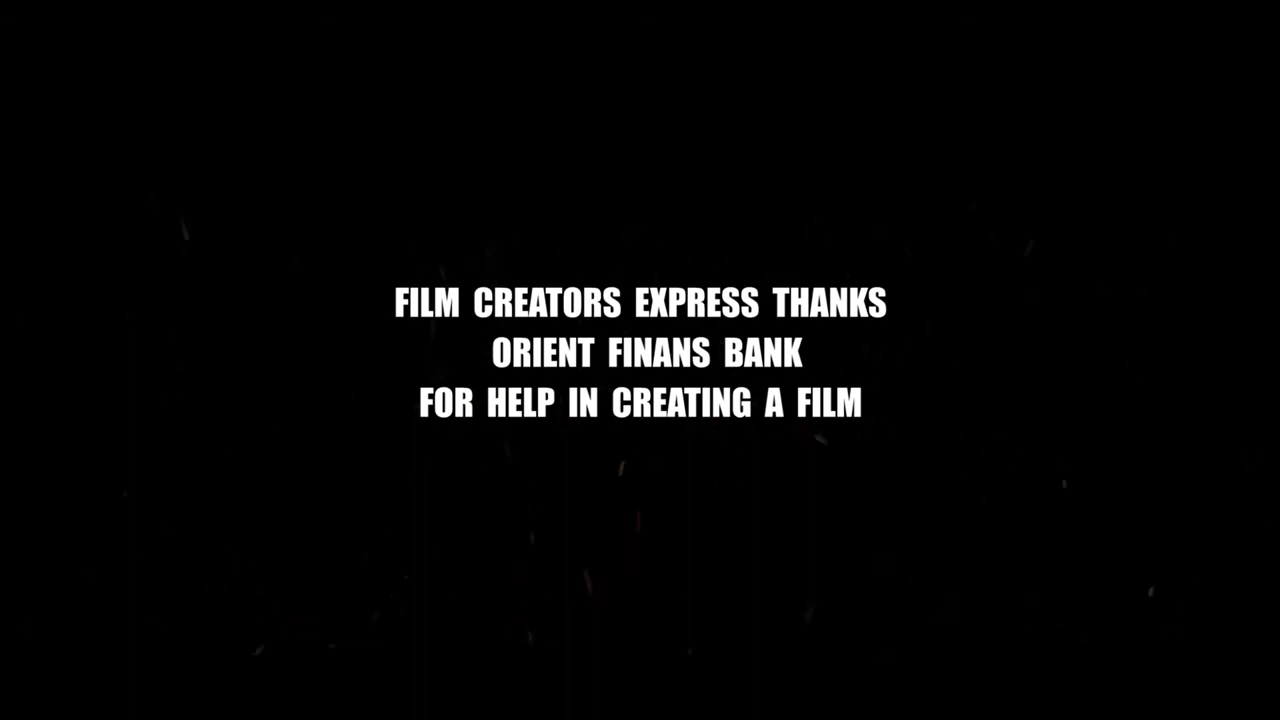 FILM CREATORS EXPRESS THANKS
ORIENT FINANS BANK
FOR HELP IN CREATING A FILM